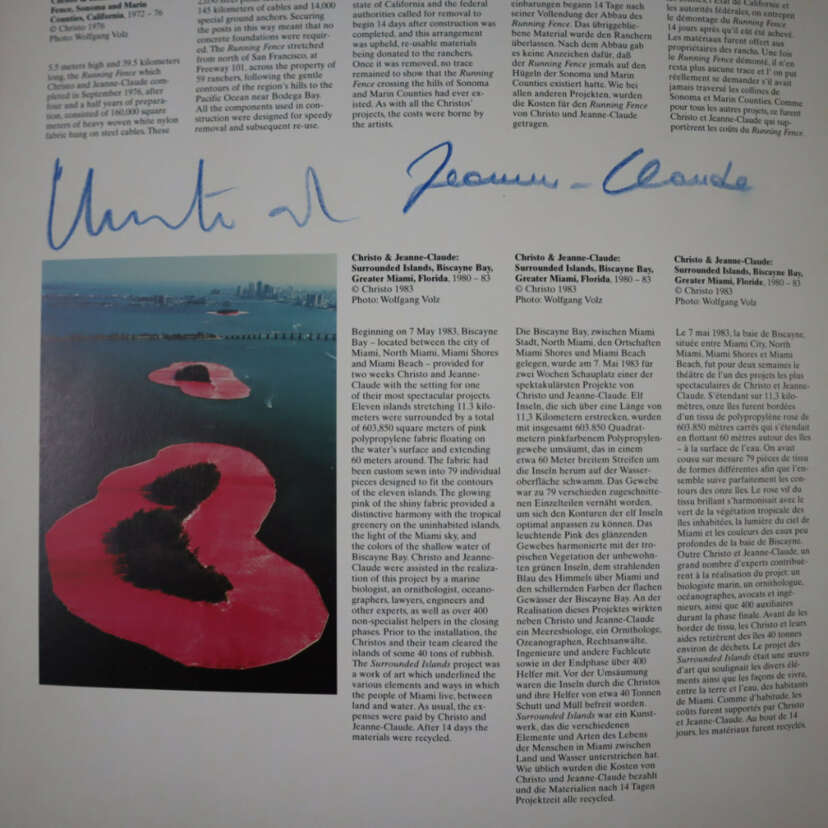 Fence, Sonoma and Marin
Counties, California, 1972 – 76
© Christo 1976
Photo: Wolfgang Volz
5.5 meters high and 39.5 kilometers
long, the Running Fence which
Christo and Jeanne-Claude com-
pleted in September 1976, after
four and a half years of prepara-
tion, consisted of 160,000 square
meters of heavy woven white nylon
fabric hung on steel cables. These
145 kilometers of cables and 14,000
special ground anchors. Securing
the posts in this way meant that no
concrete foundations were requir-
ed. The Running Fence stretched
from north of San Francisco, at
Freeway 101, across the property of
59 ranchers, following the gentle
contours of the region's hills to the
Pacific Ocean near Bodega Bay.
All the components used in con-
struction were designed for speedy
removal and subsequent re-use.
state of California and the federal
authorities called for removal to
begin 14 days after construction was
completed, and this arrangement
was upheld, re-usable materials
being donated to the ranchers.
Once it was removed, no trace
remained to show that the Running
Fence crossing the hills of Sonoma
and Marin Counties had ever ex-
isted. As with all the Christos'
projects, the costs were borne by
the artists.
einbarungen begann 14 Tage nach
seiner Vollendung der Abbau des
Running Fence. Das übriggeblie-
bene Material wurde den Ranchern
überlassen. Nach dem Abbau gab
es keine Anzeichen dafür, daß
der Running Fence jemals auf den
Hügeln der Sonoma und Marin
Counties existiert hatte. Wie bei
allen anderen Projekten, wurden
die Kosten für den Running Fence
von Christo und Jeanne-Claude
getragen.
les autorités fédérales, on entreprit
le démontage du Running Fence
14 jours après qu'il eut été achevé.
Les matériaux furent offert aux
propriétaires des ranchs. Une fois
le Running Fence démonté, il n'en
resta plus aucune trace et l' on put
réellement se demander s'il avait
jamais traversé les collines de
Sonoma et Marin Counties. Comme
pour tous les autres projets, ce furent
Christo et Jeanne-Claude qui sup-
portèrent les coûts du Running Fence.
Christo and Jeanne-Claude
Christo & Jeanne-Claude:
Surrounded Islands, Biscayne Bay,
Greater Miami, Florida, 1980 – 83
© Christo 1983
Photo: Wolfgang Volz
Beginning on 7 May 1983, Biscayne
Bay – located between the city of
Miami, North Miami, Miami Shores
and Miami Beach – provided for
two weeks Christo and Jeanne-
Claude with the setting for one
of their most spectacular projects.
Eleven islands stretching 11.3 kilo-
meters were surrounded by a total
of 603,850 square meters of pink
polypropylene fabric floating on
the water's surface and extending
60 meters around. The fabric had
been custom sewn into 79 individual
pieces designed to fit the contours
of the eleven islands. The glowing
pink of the shiny fabric provided a
distinctive harmony with the tropical
greenery on the uninhabited islands,
the light of the Miami sky, and
the colors of the shallow water of
Biscayne Bay. Christo and Jeanne-
Claude were assisted in the realiza-
tion of this project by a marine
biologist, an ornithologist, oceano-
graphers, lawyers, engineers and
other experts, as well as over 400
non-specialist helpers in the closing
phases. Prior to the installation, the
Christos and their team cleared the
islands of some 40 tons of rubbish.
The Surrounded Islands project was
a work of art which underlined the
various elements and ways in which
the people of Miami live, between
land and water. As usual, the ex-
penses were paid by Christo and
Jeanne-Claude. After 14 days the
materials were recycled.
Christo & Jeanne-Claude:
Surrounded Islands, Biscayne Bay,
Greater Miami, Florida, 1980 – 83
© Christo 1983
Photo: Wolfgang Volz
Die Biscayne Bay, zwischen Miami
Stadt, North Miami, den Ortschaften
Miami Shores und Miami Beach
gelegen, wurde am 7. Mai 1983 für
zwei Wochen Schauplatz einer der
spektakulärsten Projekte von
Christo und Jeanne-Claude. Elf
Inseln, die sich über eine Länge von
11,3 Kilometern erstrecken, wurden
mit insgesamt 603.850 Quadrat-
metern pinkfarbenem Polypropylen-
gewebe umsäumt, das in einem
etwa 60 Meter breitem Streifen um
die Inseln herum auf der Wasser-
oberfläche schwamm. Das Gewebe
war zu 79 verschieden zugeschnitte-
nen Einzelteilen vernäht worden,
um sich den Konturen der elf Inseln
optimal anpassen zu können. Das
leuchtende Pink des glänzenden
Gewebes harmonierte mit der tro-
pischen Vegetation der unbewohn-
ten grünen Inseln, dem strahlenden
Blau des Himmels über Miami und
den schillernden Farben der flachen
Gewässer der Biscayne Bay. An der
Realisation dieses Projektes wirkten
neben Christo und Jeanne-Claude
ein Meeresbiologe, ein Ornithologe,
Ozeanographen, Rechtsanwälte,
Ingenieure und andere Fachleute
sowie in der Endphase über 400
Helfer mit. Vor der Umsäumung
waren die Inseln durch die Christos
und ihre Helfer von etwa 40 Tonnen
Schutt und Müll befreit worden.
Surrounded Islands war ein Kunst-
werk, das die verschiedenen
Elemente und Arten des Lebens
der Menschen in Miami zwischen
Land und Wasser unterstrichen hat.
Wie üblich wurden die Kosten von
Christo und Jeanne-Claude bezahlt
und die Materialien nach 14 Tagen
Projektzeit alle recycled.
Christo & Jeanne-Claude:
Surrounded Islands, Biscayne Bay,
Greater Miami, Florida, 1980 – 83
© Christo 1983
Photo: Wolfgang Volz
Le 7 mai 1983, la baie de Biscayne,
située entre Miami City, North
Miami, Miami Shores et Miami
Beach, fut pour deux semaines le
théâtre de l'un des projets les plus
spectaculaires de Christo et Jeanne-
Claude. S'étendant sur 11,3 kilo-
mètres, onze îles furent bordées
d'un tissu de polypropylène rose de
603.850 mètres carrés qui s'étendait
en flottant 60 mètres autour des îles
– à la surface de l'eau. On avait
cousu sur mesure 79 pièces de tissu
de formes différentes afin que l'en-
semble suive parfaitement les con-
tours des onze îles. Le rose vif du
tissu brillant s'harmonisait avec le
vert de la végétation tropicale des
îles inhabitées, la lumière du ciel de
Miami et les couleurs des eaux peu
profondes de la baie de Biscayne.
Outre Christo et Jeanne-Claude, un
grand nombre d'experts contribuè-
rent à la réalisation du projet: un
biologiste marin, un ornithologue,
océanographes, avocats et ingé-
nieurs, ainsi que 400 auxiliaires
durant la phase finale. Avant de les
border de tissu, les Christo et leurs
aides retirèrent des îles 40 tonnes
environ de déchets. Le projet des
Surrounded Islands était une œuvre
d'art qui soulignait les divers élé-
ments ainsi que les façons de vivre,
entre la terre et l'eau, des habitants
de Miami. Comme d'habitude, les
coûts furent supportés par Christo
et Jeanne-Claude. Au bout de 14
jours, les matériaux furent recyclés.